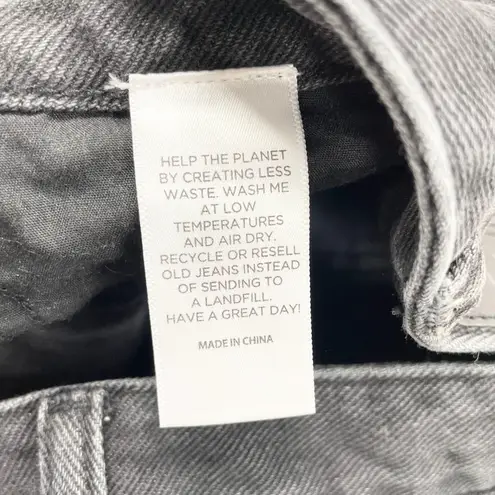 HELP THE PLANET
BY CREATING LESS
WASTE. WASH ME
AT LOW
TEMPERATURES
AND AIR DRY.
RECYCLE OR RESELL
OLD JEANS INSTEAD
OF SENDING TO
A LANDFILL.
HAVE A GREAT DAY!
MADE IN CHINA